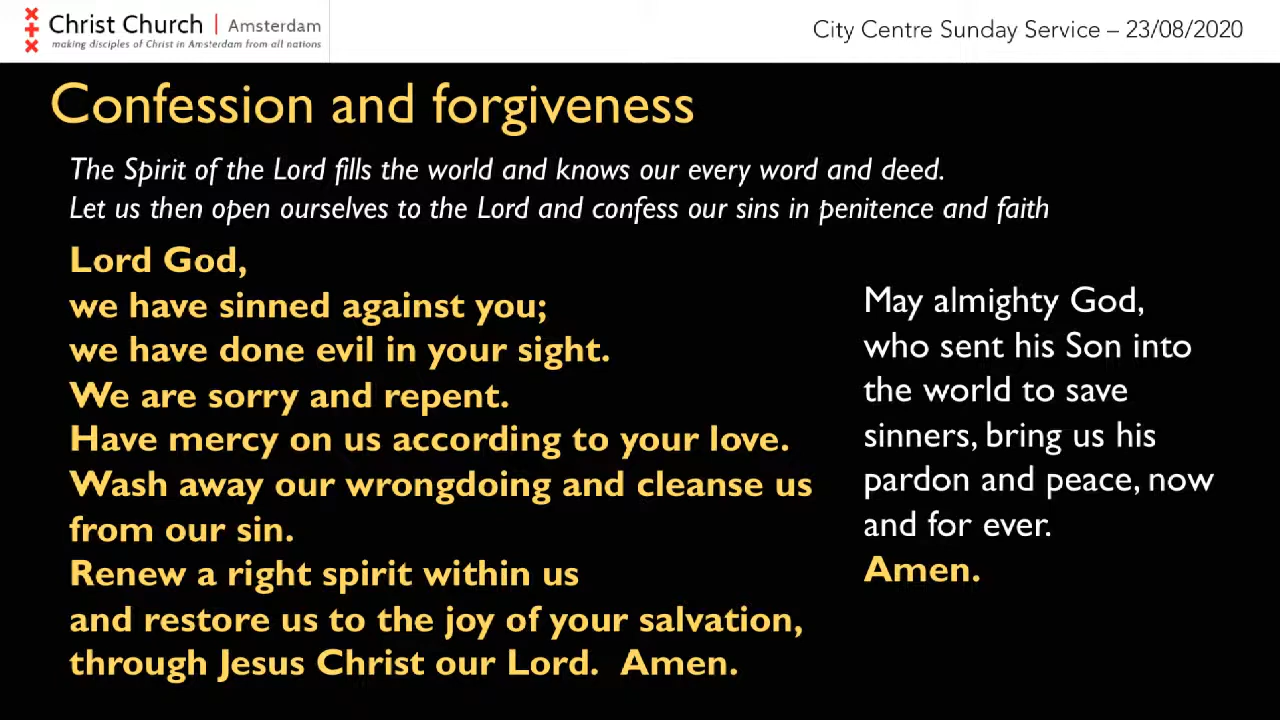 Christ Church | Amsterdam
making disciples of Christ in Amsterdam from all nations
City Centre Sunday Service – 23/08/2020
Confession and forgiveness
The Spirit of the Lord fills the world and knows our every word and deed.
Let us then open ourselves to the Lord and confess our sins in penitence and faith
Lord God,
we have sinned against you;
we have done evil in your sight.
We are sorry and repent.
Have mercy on us according to your love.
Wash away our wrongdoing and cleanse us
from our sin.
Renew a right spirit within us
and restore us to the joy of your salvation,
through Jesus Christ our Lord. Amen.
May almighty God,
who sent his Son into
the world to save
sinners, bring us his
pardon and peace, now
and for ever.
Amen.